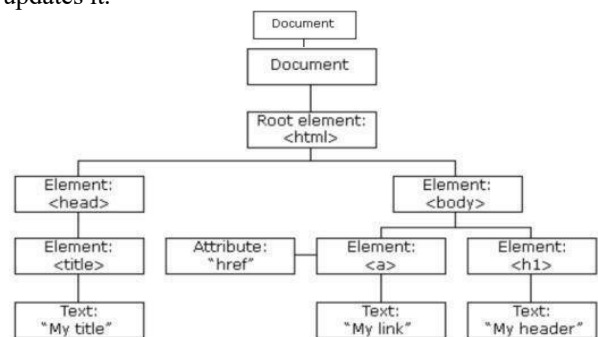 updates it.
Document
Document
Root element:
<html>
Element:
<head>
Element:
<body>
Element:
<title>
Attribute:
"href"
Element:
<a>
Element:
<h1>
Text:
"My title"
Text:
"My link"
Text:
"My header"